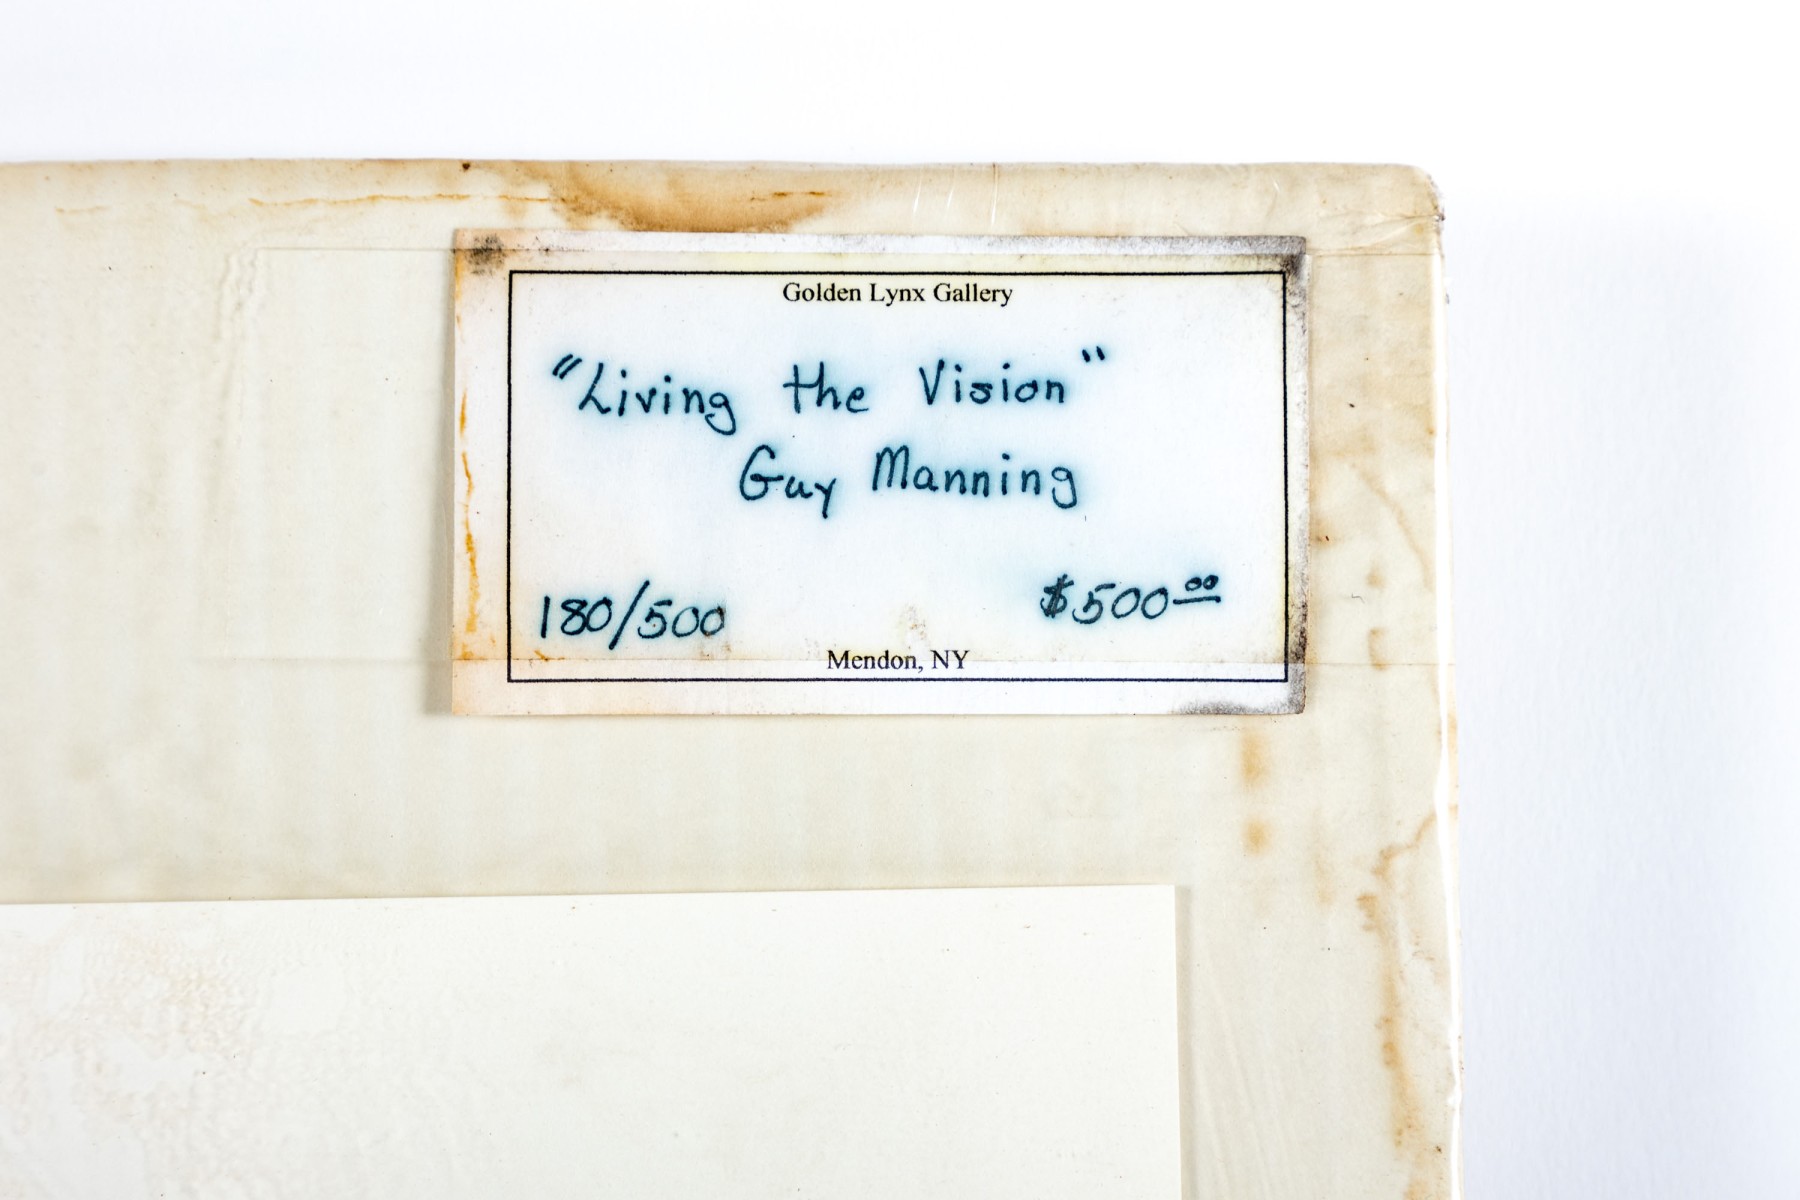 Golden Lynx Gallery
"Living the Vision"
Guy Manning
180/500 $500.00
Mendon, NY